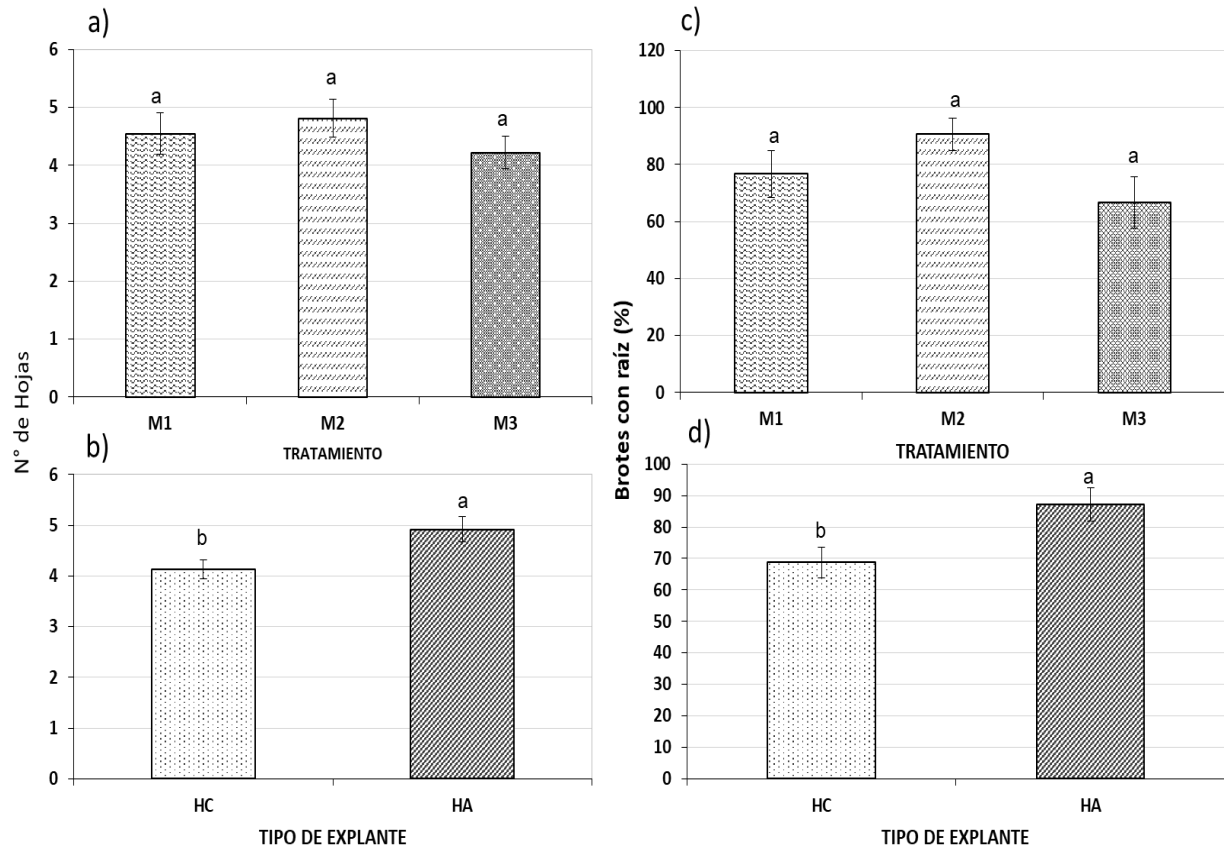 a)
N° de Hojas
6
5
4
3
2
1
0
a
a
a
M1 M2 M3
TRATAMIENTO
b)
6
5
4
3
2
1
0
b
a
HC HA
TIPO DE EXPLANTE
c)
Brotes con raíz (%)
120
100
80
60
40
20
0
a
a
a
M1 M2 M3
TRATAMIENTO
d)
100
90
80
70
60
50
40
30
20
10
0
b
a
HC HA
TIPO DE EXPLANTE